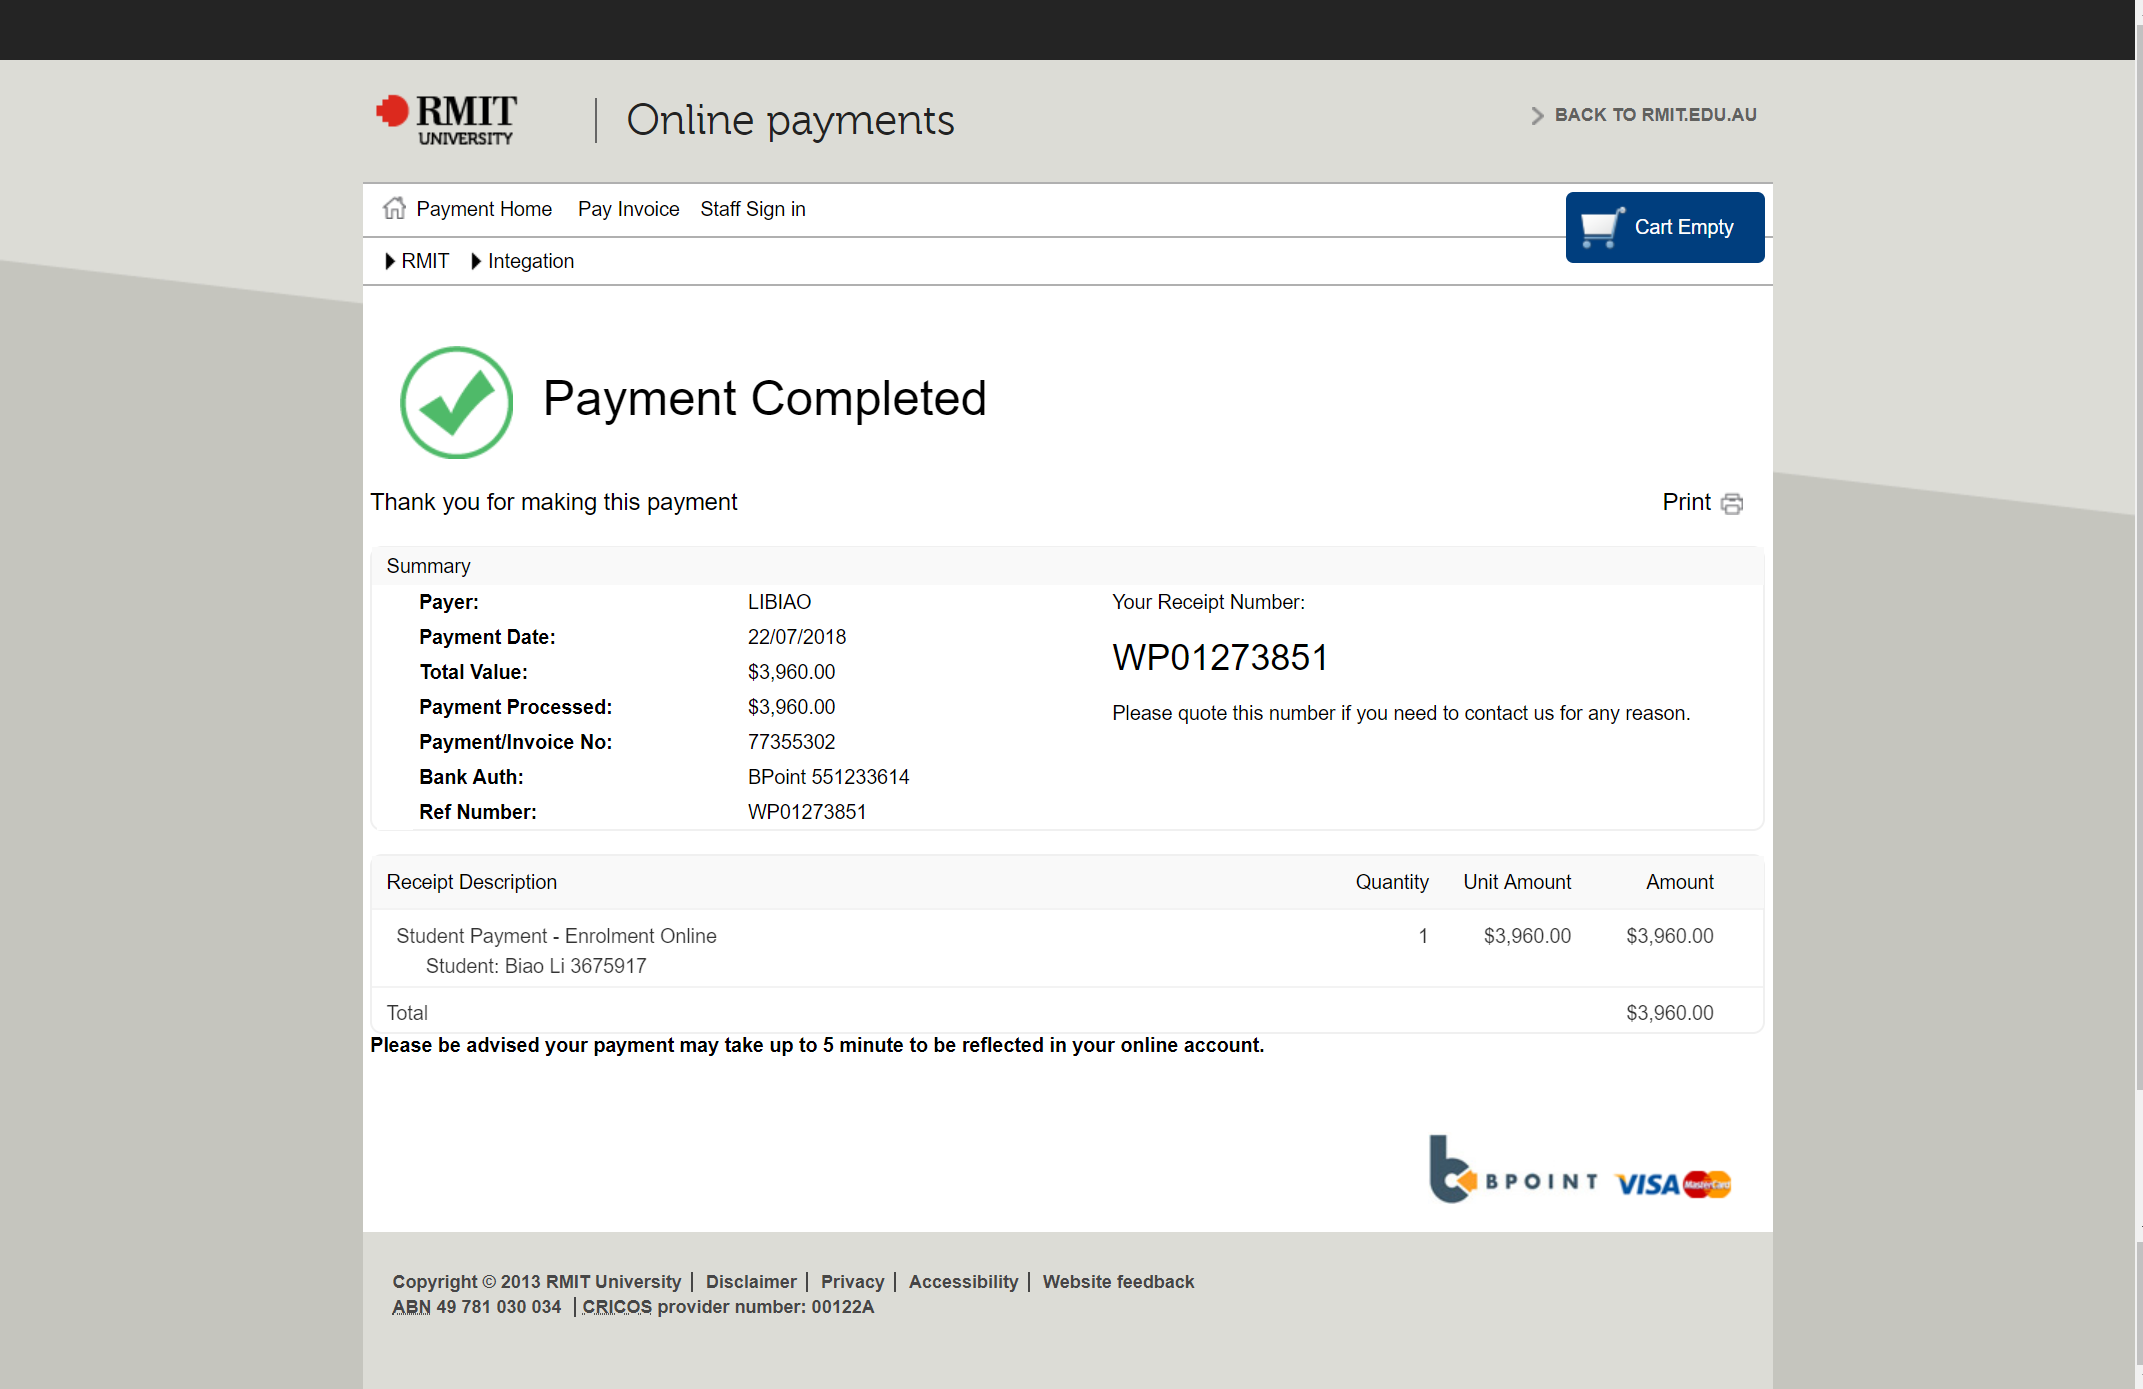 RMIT
UNIVERSITY
Online payments
BACK TO RMIT.EDU.AU
Payment Home Pay Invoice Staff Sign in
Cart Empty
RMIT Integation
Payment Completed
Thank you for making this payment
Print
Summary
Payer: LIBIAO
Payment Date: 22/07/2018
Total Value: $3,960.00
Payment Processed: $3,960.00
Payment/Invoice No: 77355302
Bank Auth: BPoint 551233614
Ref Number: WP01273851
Your Receipt Number:
WP01273851
Please quote this number if you need to contact us for any reason.
Receipt Description Quantity Unit Amount Amount
Student Payment - Enrolment Online 1 $3,960.00 $3,960.00
Student: Biao Li 3675917
Total $3,960.00
Please be advised your payment may take up to 5 minute to be reflected in your online account.
BPOINT VISA MasterCard
Copyright © 2013 RMIT University | Disclaimer | Privacy | Accessibility | Website feedback
ABN 49 781 030 034 | CRICOS provider number: 00122A